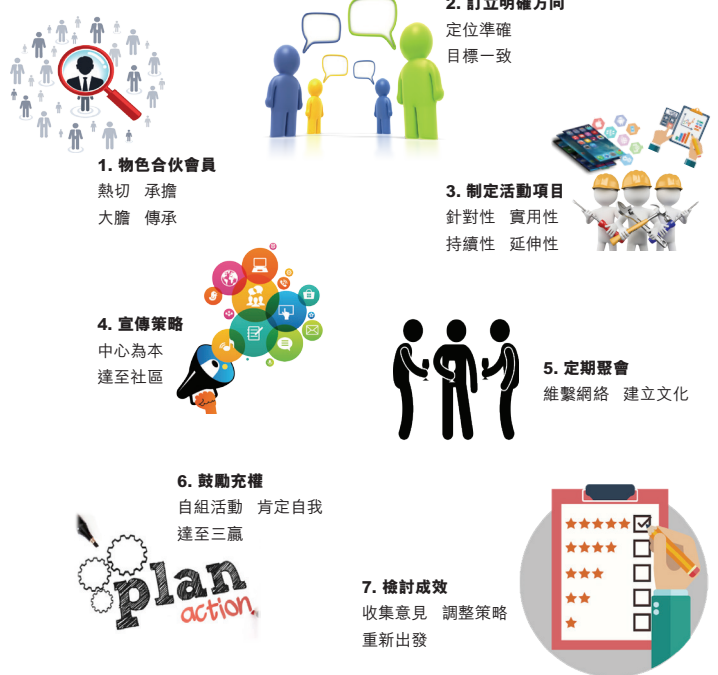 2. 訂立明確方向
定位準確
目標一致
1. 物色合伙會員
熱切 承擔
大膽 傳承
3. 制定活動項目
針對性 實用性
持續性 延伸性
4. 宣傳策略
中心為本
達至社區
5. 定期聚會
維繫網絡 建立文化
6. 鼓勵充權
自組活動 肯定自我
達至三贏
plan
action.
7. 檢討成效
收集意見 調整策略
重新出發